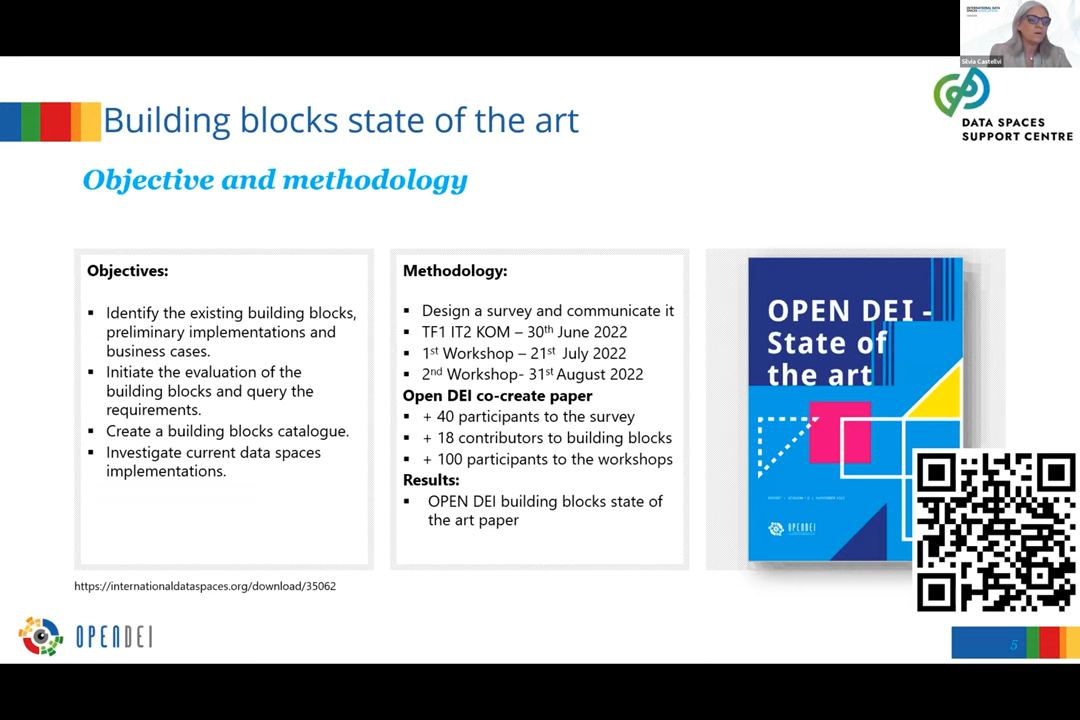 INTERNATIONAL DATA
SPACES ASSOCIATION
Silvia Castellvi
DATA SPACES
SUPPORT CENTRE
Building blocks state of the art
Objective and methodology
Objectives:
▪ Identify the existing building blocks,
preliminary implementations and
business cases.
▪ Initiate the evaluation of the
building blocks and query the
requirements.
▪ Create a building blocks catalogue.
▪ Investigate current data spaces
implementations.
Methodology:
▪ Design a survey and communicate it
▪ TF1 IT2 KOM – 30th June 2022
▪ 1st Workshop – 21st July 2022
▪ 2nd Workshop- 31st August 2022
Open DEI co-create paper
▪ + 40 participants to the survey
▪ + 18 contributors to building blocks
▪ + 100 participants to the workshops
Results:
▪ OPEN DEI building blocks state of
the art paper
OPEN DEI -
State of
the art
OPENDEI
https://internationaldataspaces.org/download/35062
OPENDEI
5